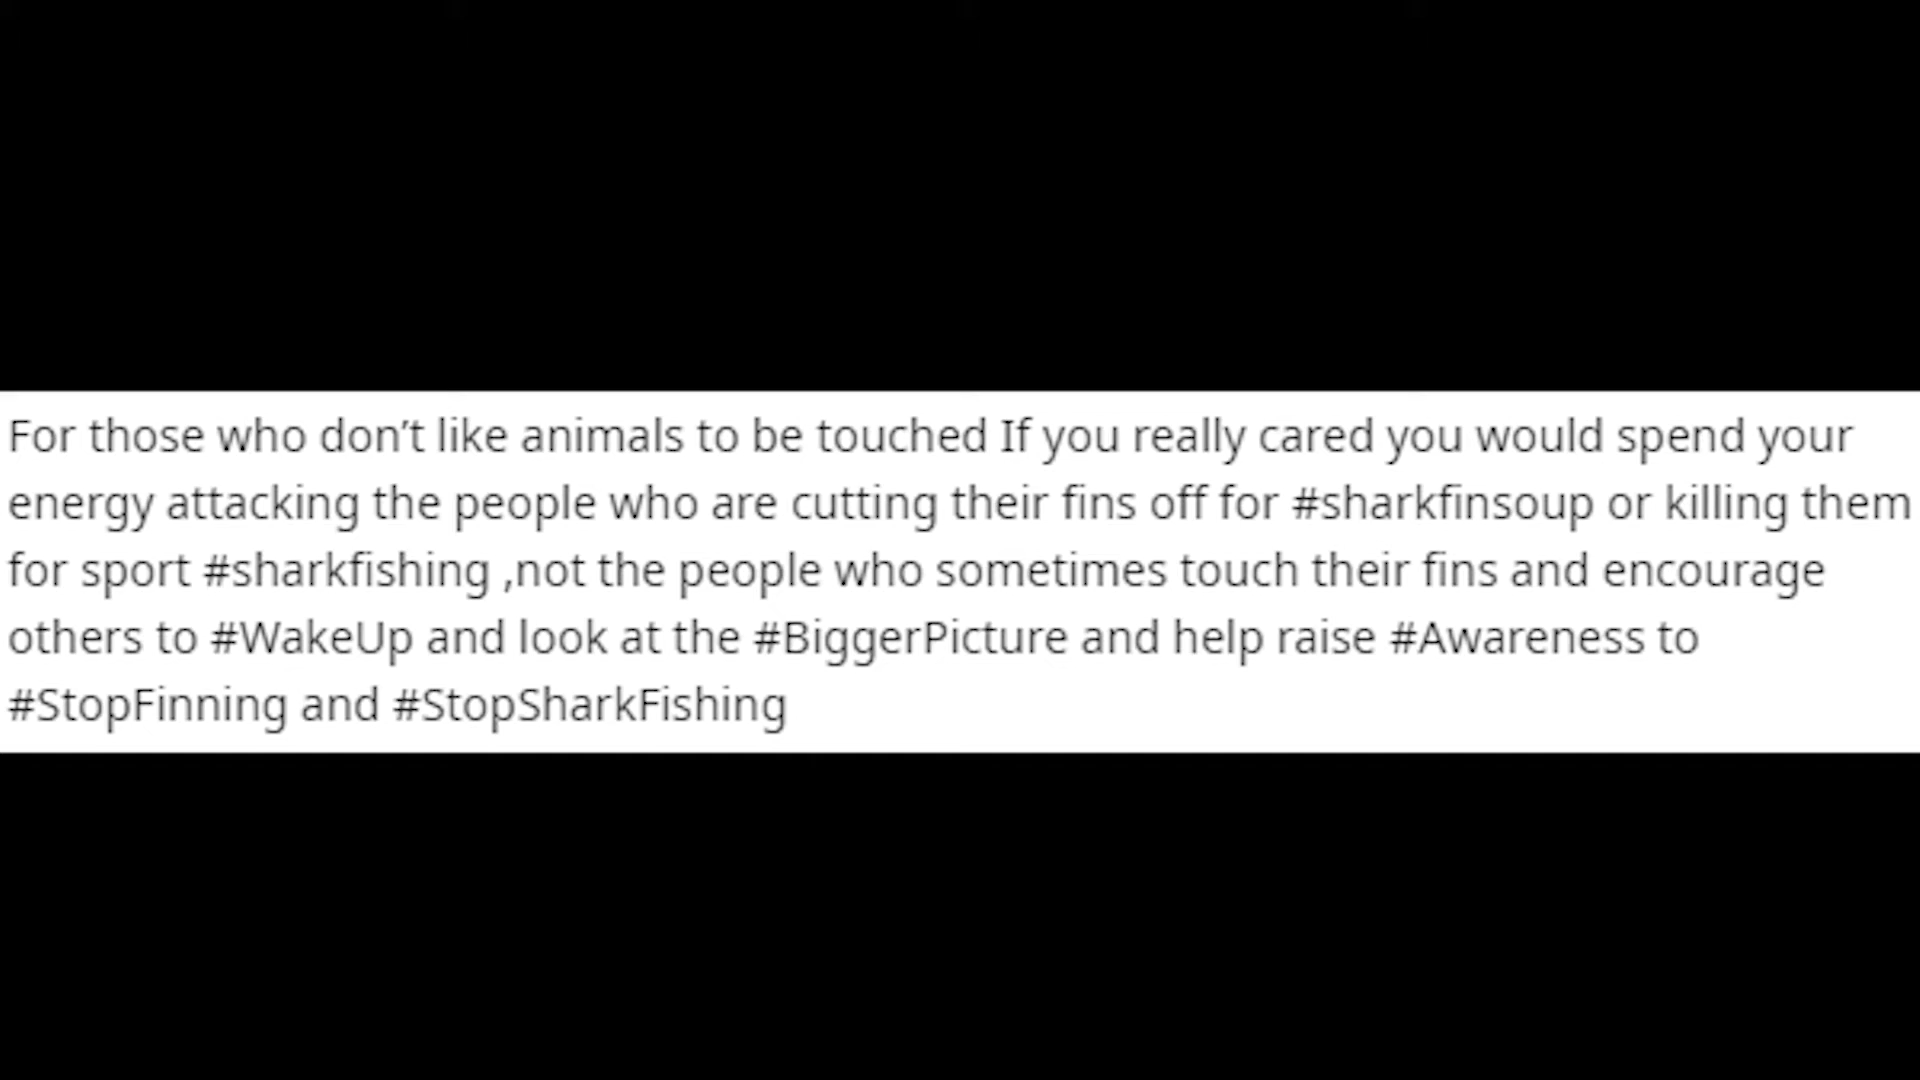 For those who don’t like animals to be touched If you really cared you would spend your
energy attacking the people who are cutting their fins off for #sharkfinsoup or killing them
for sport #sharkfishing ,not the people who sometimes touch their fins and encourage
others to #WakeUp and look at the #BiggerPicture and help raise #Awareness to
#StopFinning and #StopSharkFishing